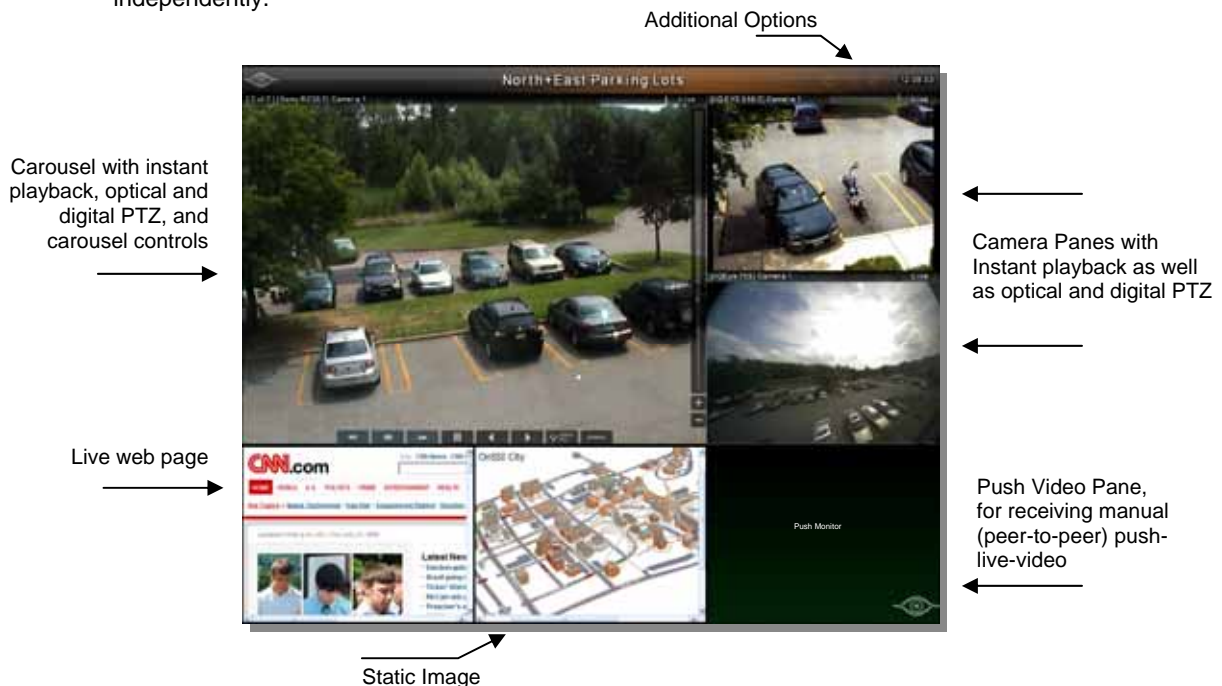 independently.
Additional Options
North+East Parking Lots
Carousel with instant
playback, optical and
digital PTZ, and
carousel controls
Camera Panes with
Instant playback as well
as optical and digital PTZ
Live web page
CNN.com
OnSSI City
Push Monitor
Push Video Pane,
for receiving manual
(peer-to-peer) push-
live-video
Static Image